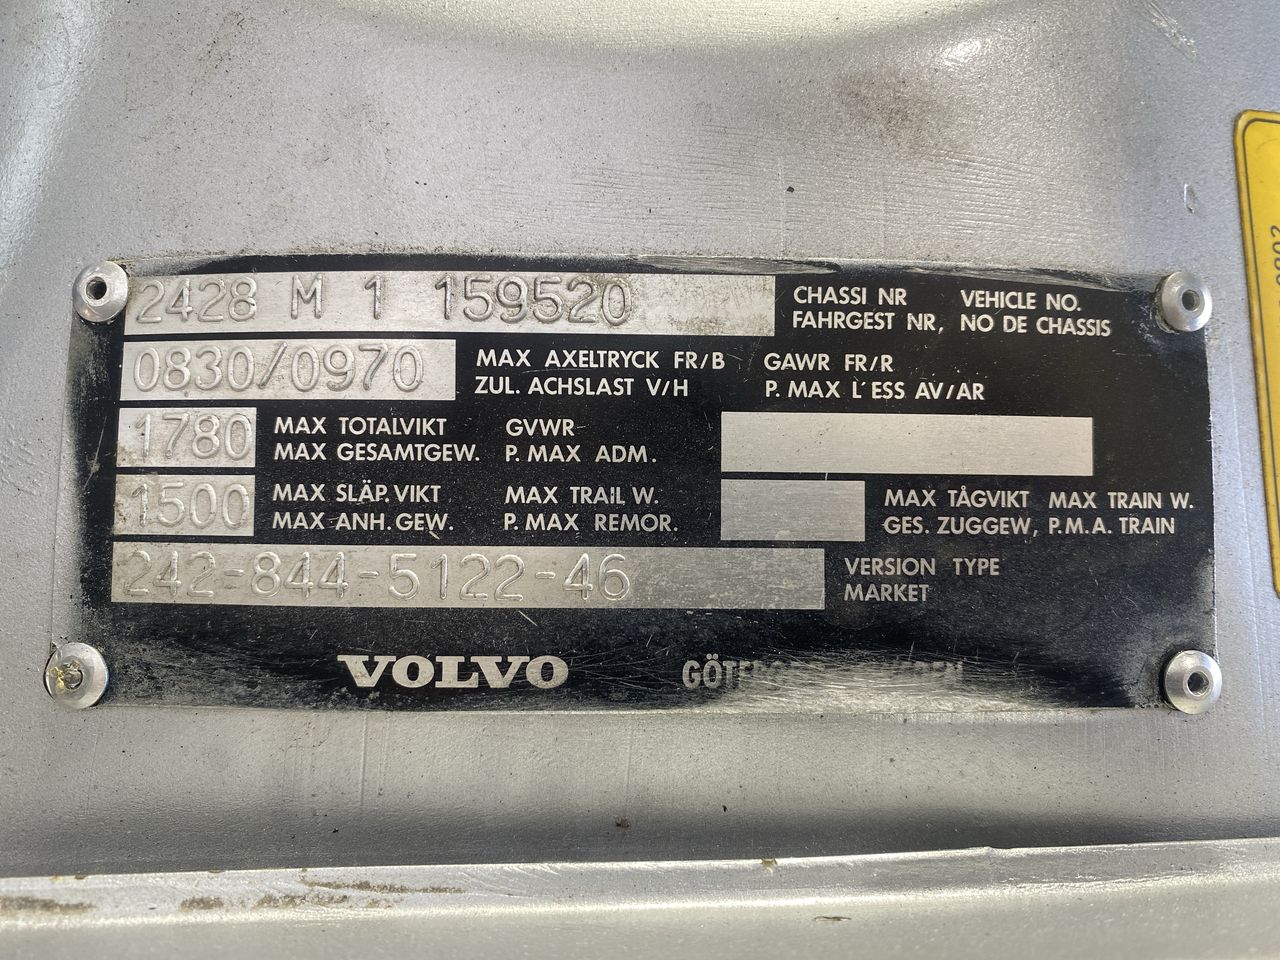 2428 M 1 159520
CHASSI NR VEHICLE NO.
FAHRGEST NR, NO DE CHASSIS
0830/0970
MAX AXELTRYCK FR/B GAWR FR/R
ZUL. ACHSLAST V/H P. MAX L'ESS AV/AR
1780
MAX TOTALVIKT GVWR
MAX GESAMTGEW. P. MAX ADM.
1500
MAX SLÄP. VIKT MAX TRAIL W.
MAX ANH. GEW. P. MAX REMOR.
MAX TÅGVIKT MAX TRAIN W.
GES. ZUGGEW, P.M.A. TRAIN
242-844-5122-46
VERSION TYPE
MARKET
VOLVO